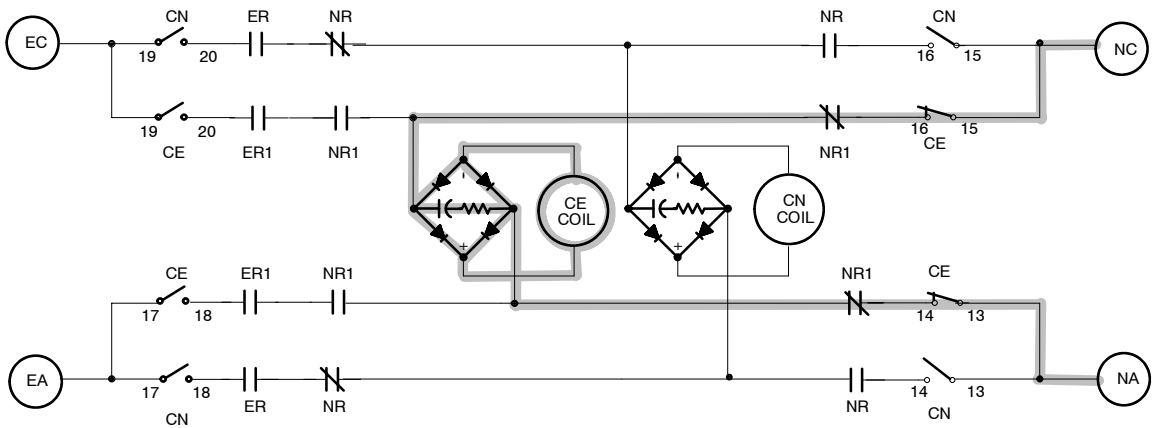 CN ER NR NR CN
EC 19 20 16 15 NC
19 20 16 15
CE ER1 NR1 NR1 CE
- -
CE COIL
CN COIL
+ +
CE ER1 NR1 NR1 CE
17 18 14 13
EA 17 18 14 13 NA
CN ER NR NR CN